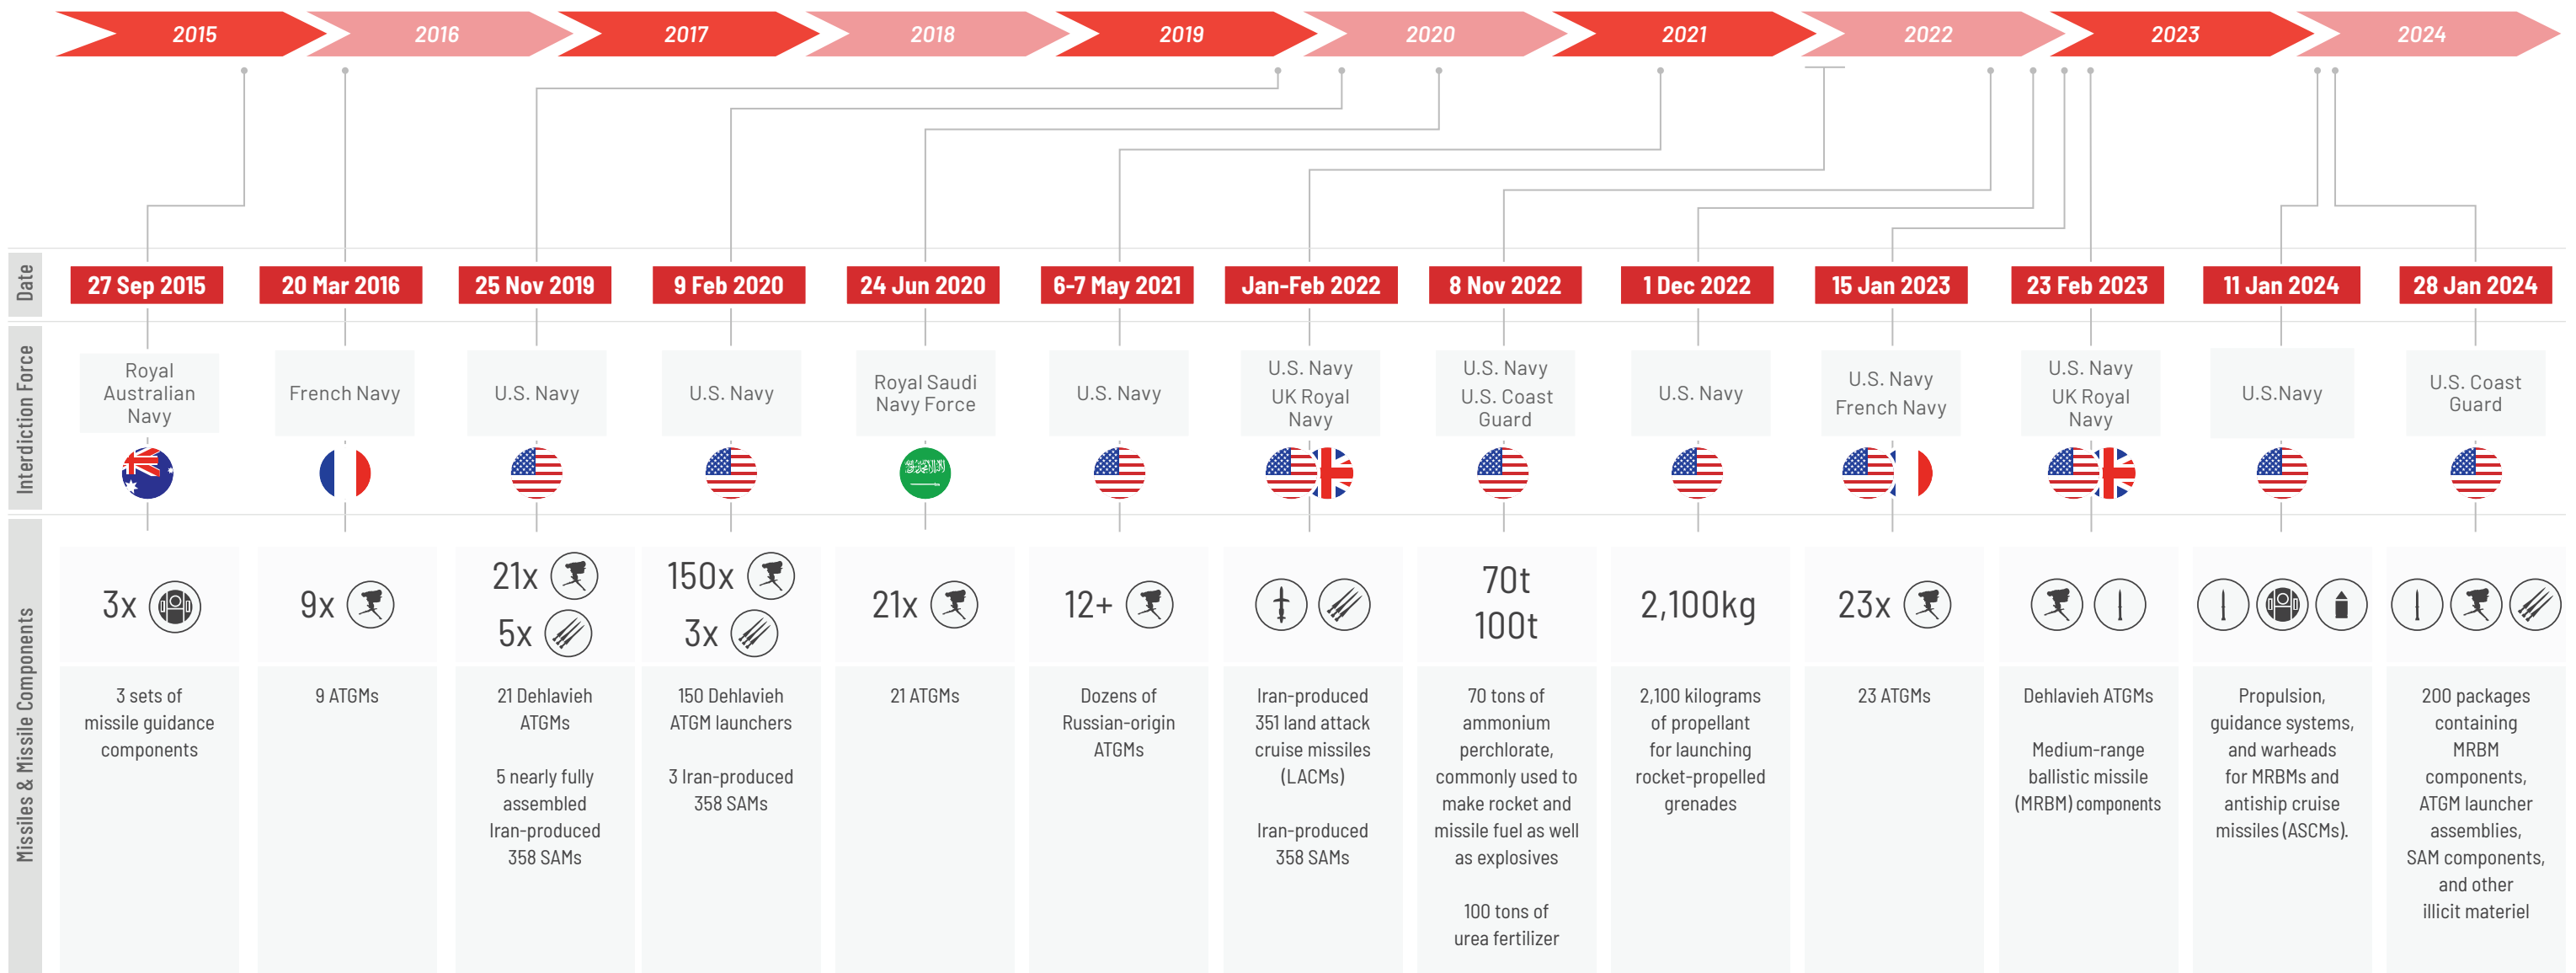 2015
2016
2017
2018
2019
2020
2021
2022
2023
2024
Date
27 Sep 2015
20 Mar 2016
25 Nov 2019
9 Feb 2020
24 Jun 2020
6-7 May 2021
Jan-Feb 2022
8 Nov 2022
1 Dec 2022
15 Jan 2023
23 Feb 2023
11 Jan 2024
28 Jan 2024
Interdiction Force
Royal
Australian
Navy
French Navy
U.S. Navy
U.S. Navy
Royal Saudi
Navy Force
U.S. Navy
U.S. Navy
UK Royal
Navy
U.S. Navy
U.S. Coast
Guard
U.S. Navy
U.S. Navy
French Navy
U.S. Navy
UK Royal
Navy
U.S.Navy
U.S. Coast
Guard
Missiles & Missile Components
3x
9x
21x
5x
150x
3x
21x
12+
70t
100t
2,100kg
23x
3 sets of
missile guidance
components
9 ATGMs
21 Dehlavieh
ATGMs
5 nearly fully
assembled
Iran-produced
358 SAMs
150 Dehlavieh
ATGM launchers
3 Iran-produced
358 SAMs
21 ATGMs
Dozens of
Russian-origin
ATGMs
Iran-produced
351 land attack
cruise missiles
(LACMs)
Iran-produced
358 SAMs
70 tons of
ammonium
perchlorate,
commonly used to
make rocket and
missile fuel as well
as explosives
100 tons of
urea fertilizer
2,100 kilograms
of propellant
for launching
rocket-propelled
grenades
23 ATGMs
Dehlavieh ATGMs
Medium-range
ballistic missile
(MRBM) components
Propulsion,
guidance systems,
and warheads
for MRBMs and
antiship cruise
missiles (ASCMs).
200 packages
containing
MRBM
components,
ATGM launcher
assemblies,
SAM components,
and other
illicit materiel